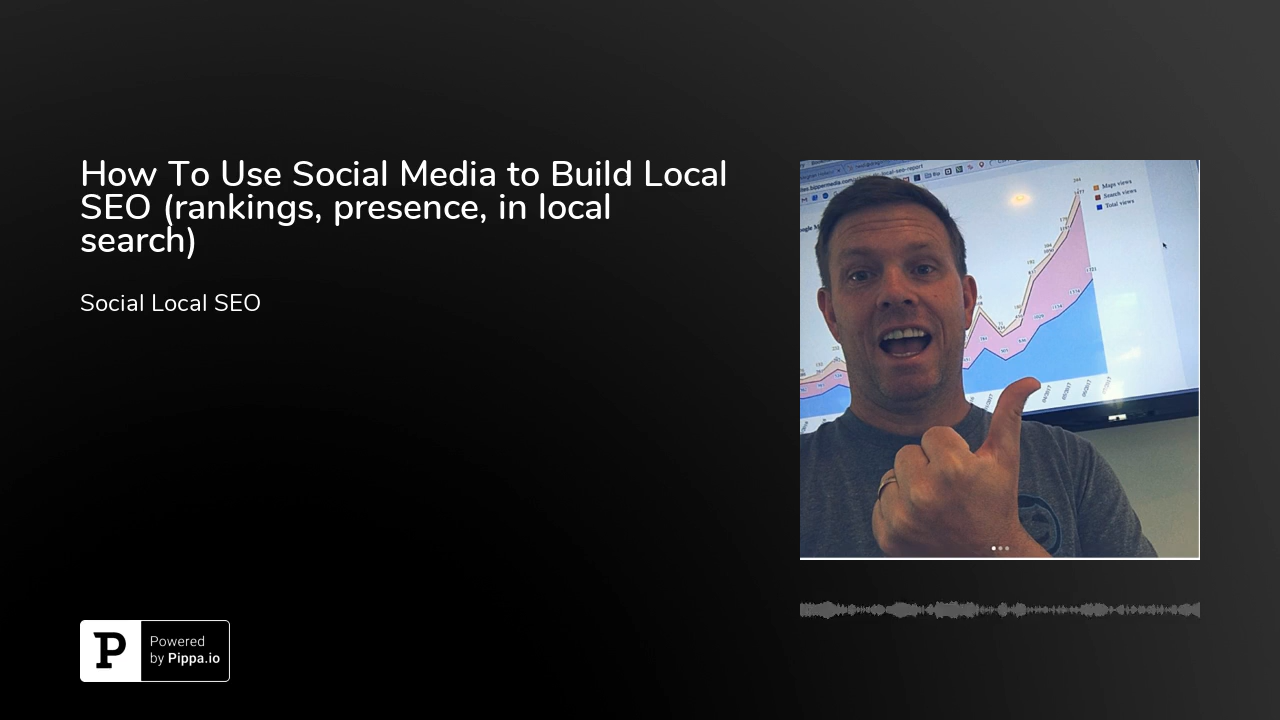 How To Use Social Media to Build Local
SEO (rankings, presence, in local
search)
Social Local SEO
Maps views
Search views
Total views
Powered
by Pippa.io